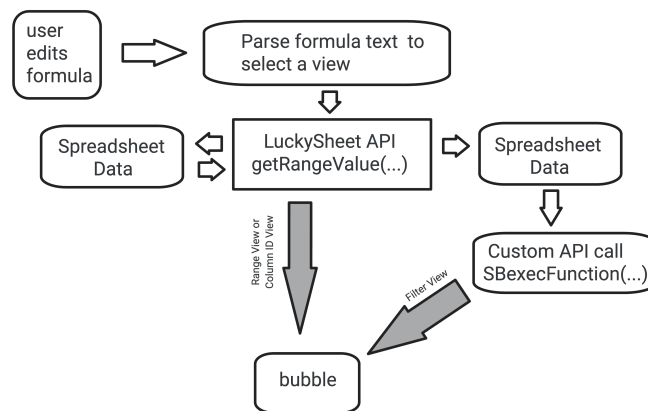 user
edits
formula
Parse formula text to
select a view
Spreadsheet
Data
LuckySheet API
getRangeValue(...)
Spreadsheet
Data
Range View or
Column ID View
Filter View
Custom API call
SBexecFunction(...)
bubble